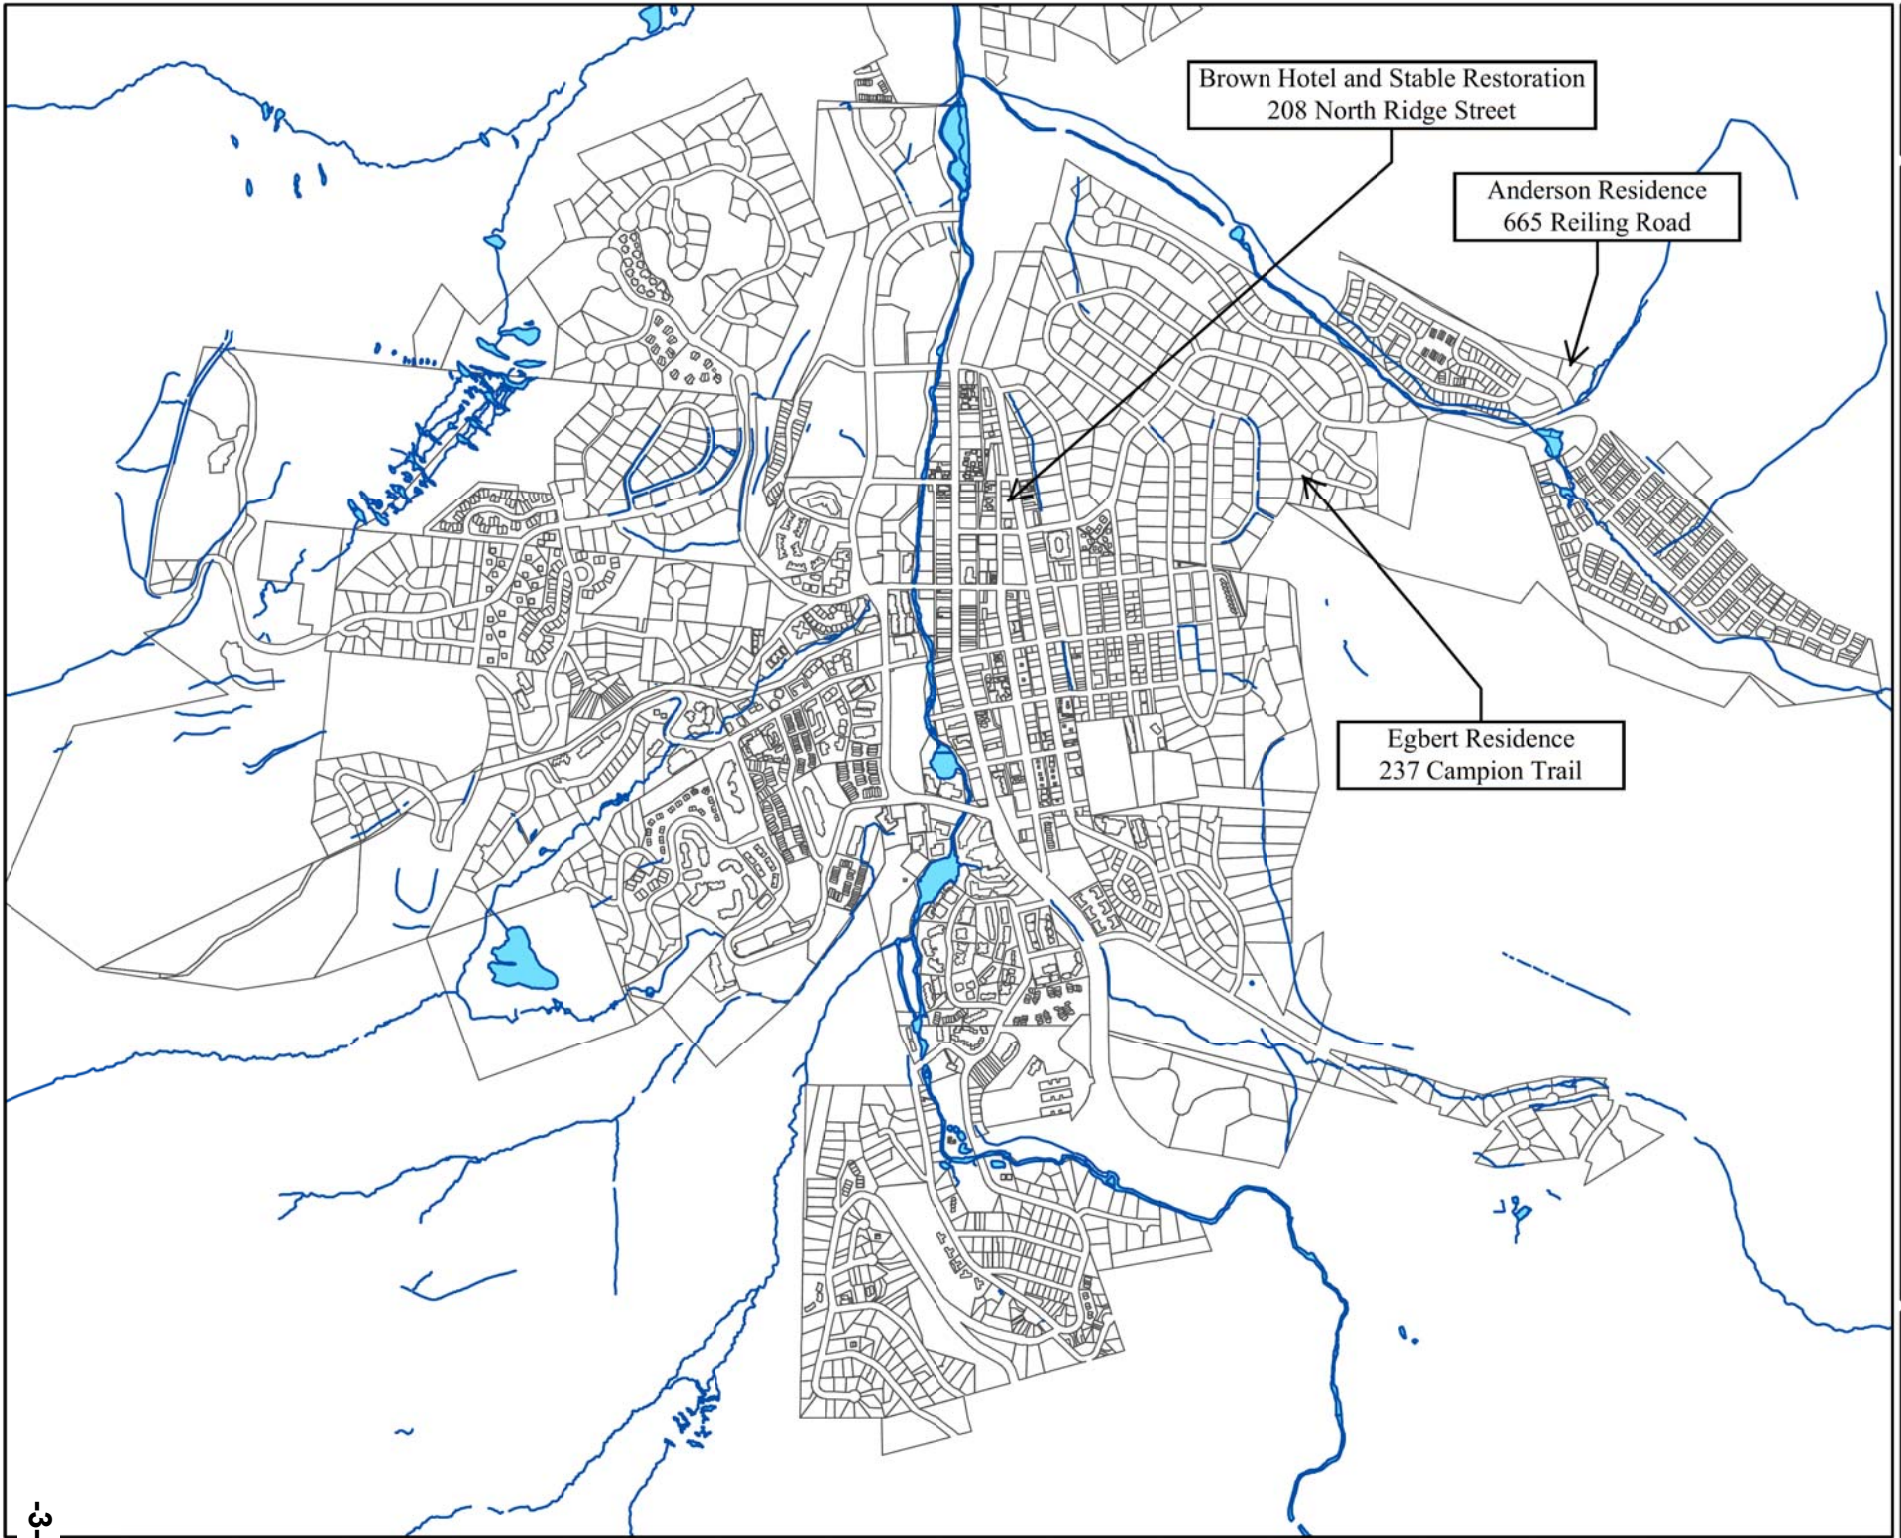 Brown Hotel and Stable Restoration
208 North Ridge Street
Anderson Residence
665 Reiling Road
Egbert Residence
237 Campion Trail
-3-